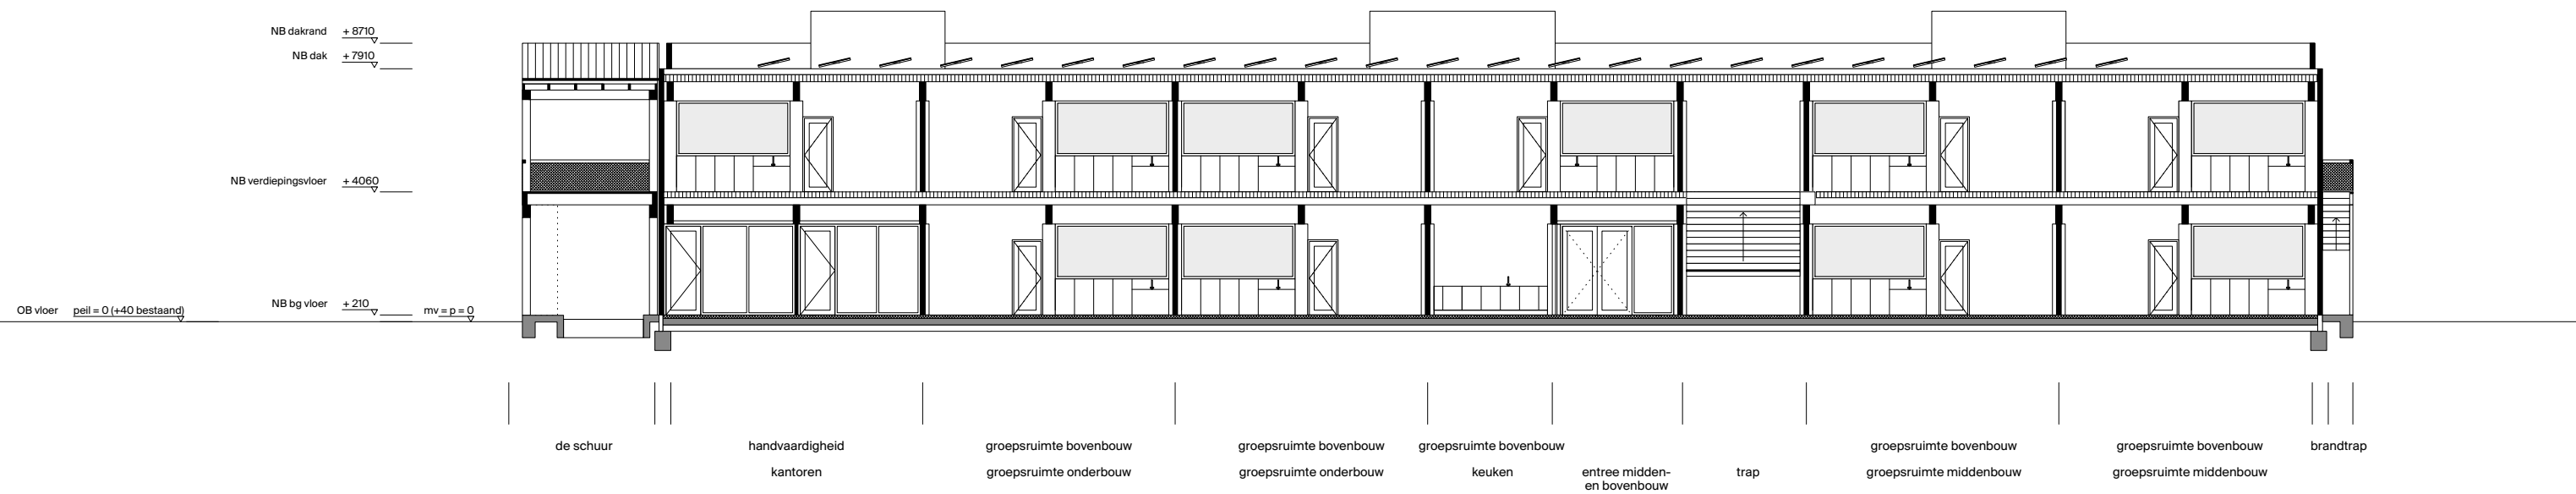 NB dakrand + 8710
NB dak + 7910
NB verdiepingsvloer + 4060
NB bg vloer + 210
OB vloer peil = 0 (+40 bestaand) mv = p = 0
de schuur handvaardigheid groepsruimte bovenbouw groepsruimte bovenbouw groepsruimte bovenbouw groepsruimte bovenbouw groepsruimte bovenbouw brandtrap
kantoren groepsruimte onderbouw groepsruimte onderbouw keuken entree midden- trap groepsruimte middenbouw groepsruimte middenbouw
en bovenbouw